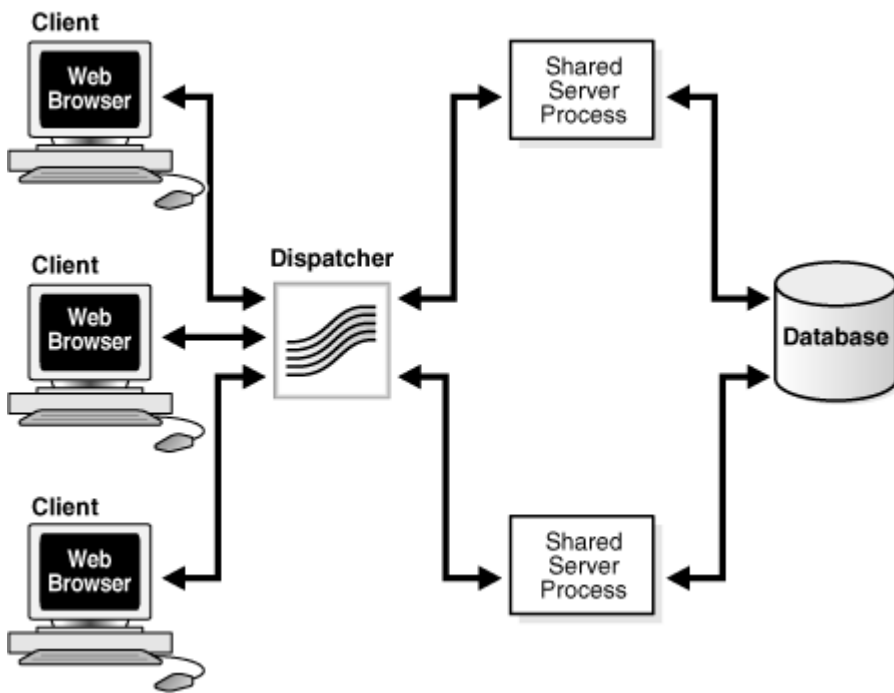 Client
Web
Browser
Shared
Server
Process
Client
Web
Browser
Dispatcher
Database
Client
Web
Browser
Shared
Server
Process